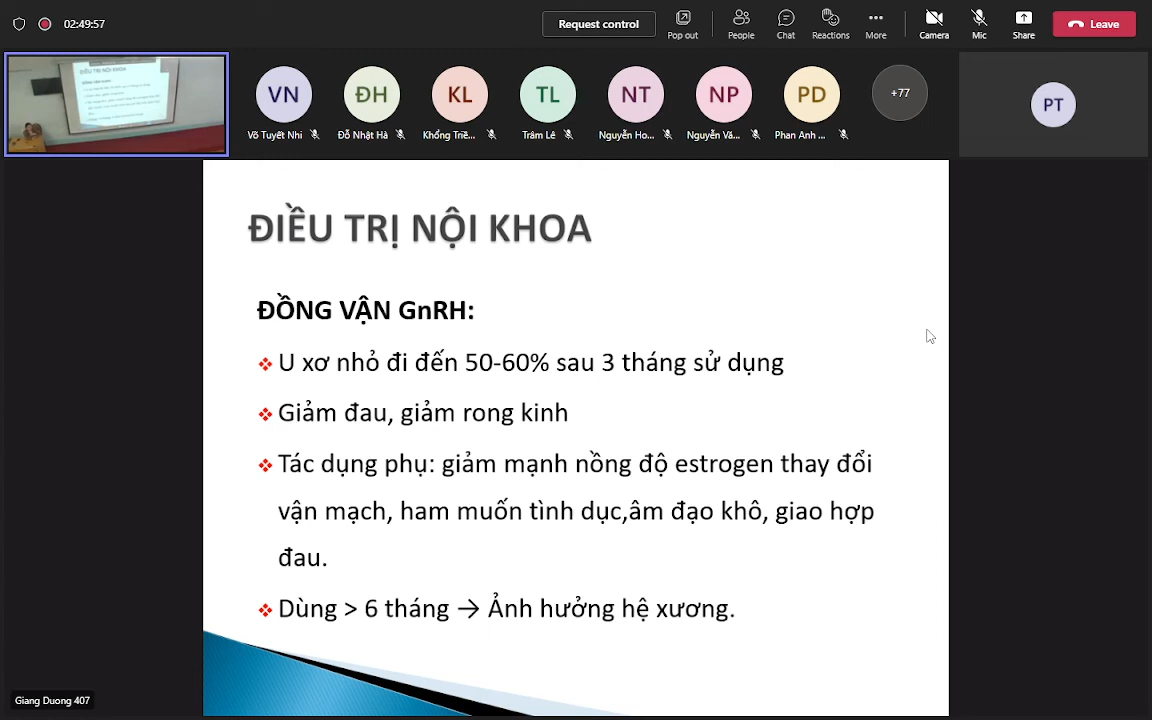 02:49:57
Request control
Pop out
People
Chat
Reactions
More
Camera
Mic
Share
Leave
VN
ĐH
KL
TL
NT
NP
PD
+77
PT
Võ Tuyết Nhi
Đỗ Nhật Hà
Khổng Triề...
Trâm Lê
Nguyễn Ho...
Nguyễn Vă...
Phan Anh ...
ĐIỀU TRỊ NỘI KHOA
ĐỒNG VẬN GnRH:
U xơ nhỏ đi đến 50-60% sau 3 tháng sử dụng
Giảm đau, giảm rong kinh
Tác dụng phụ: giảm mạnh nồng độ estrogen thay đổi
vận mạch, ham muốn tình dục,âm đạo khô, giao hợp
đau.
Dùng > 6 tháng → Ảnh hưởng hệ xương.
Giang Duong 407